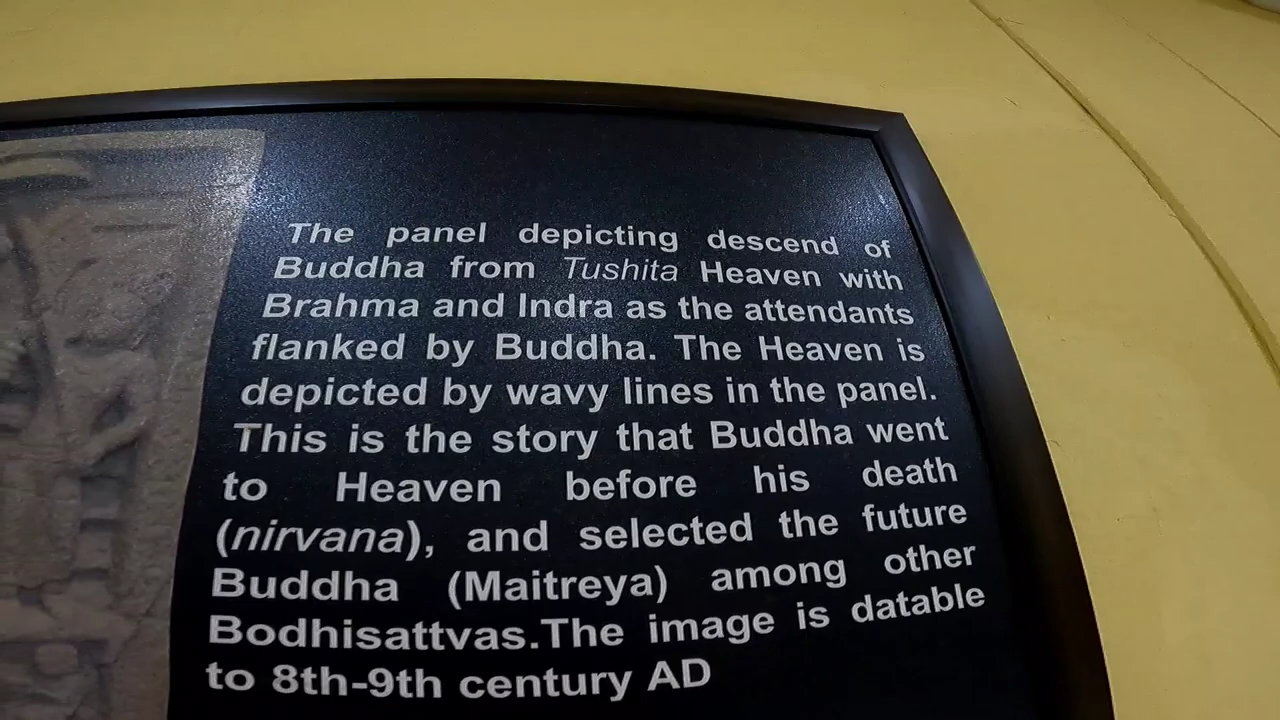 The panel depicting descend of
Buddha from Tushita Heaven with
Brahma and Indra as the attendants
flanked by Buddha. The Heaven is
depicted by wavy lines in the panel.
This is the story that Buddha went
to Heaven before his death
(nirvana), and selected the future
Buddha (Maitreya) among other
Bodhisattvas.The image is datable
to 8th-9th century AD